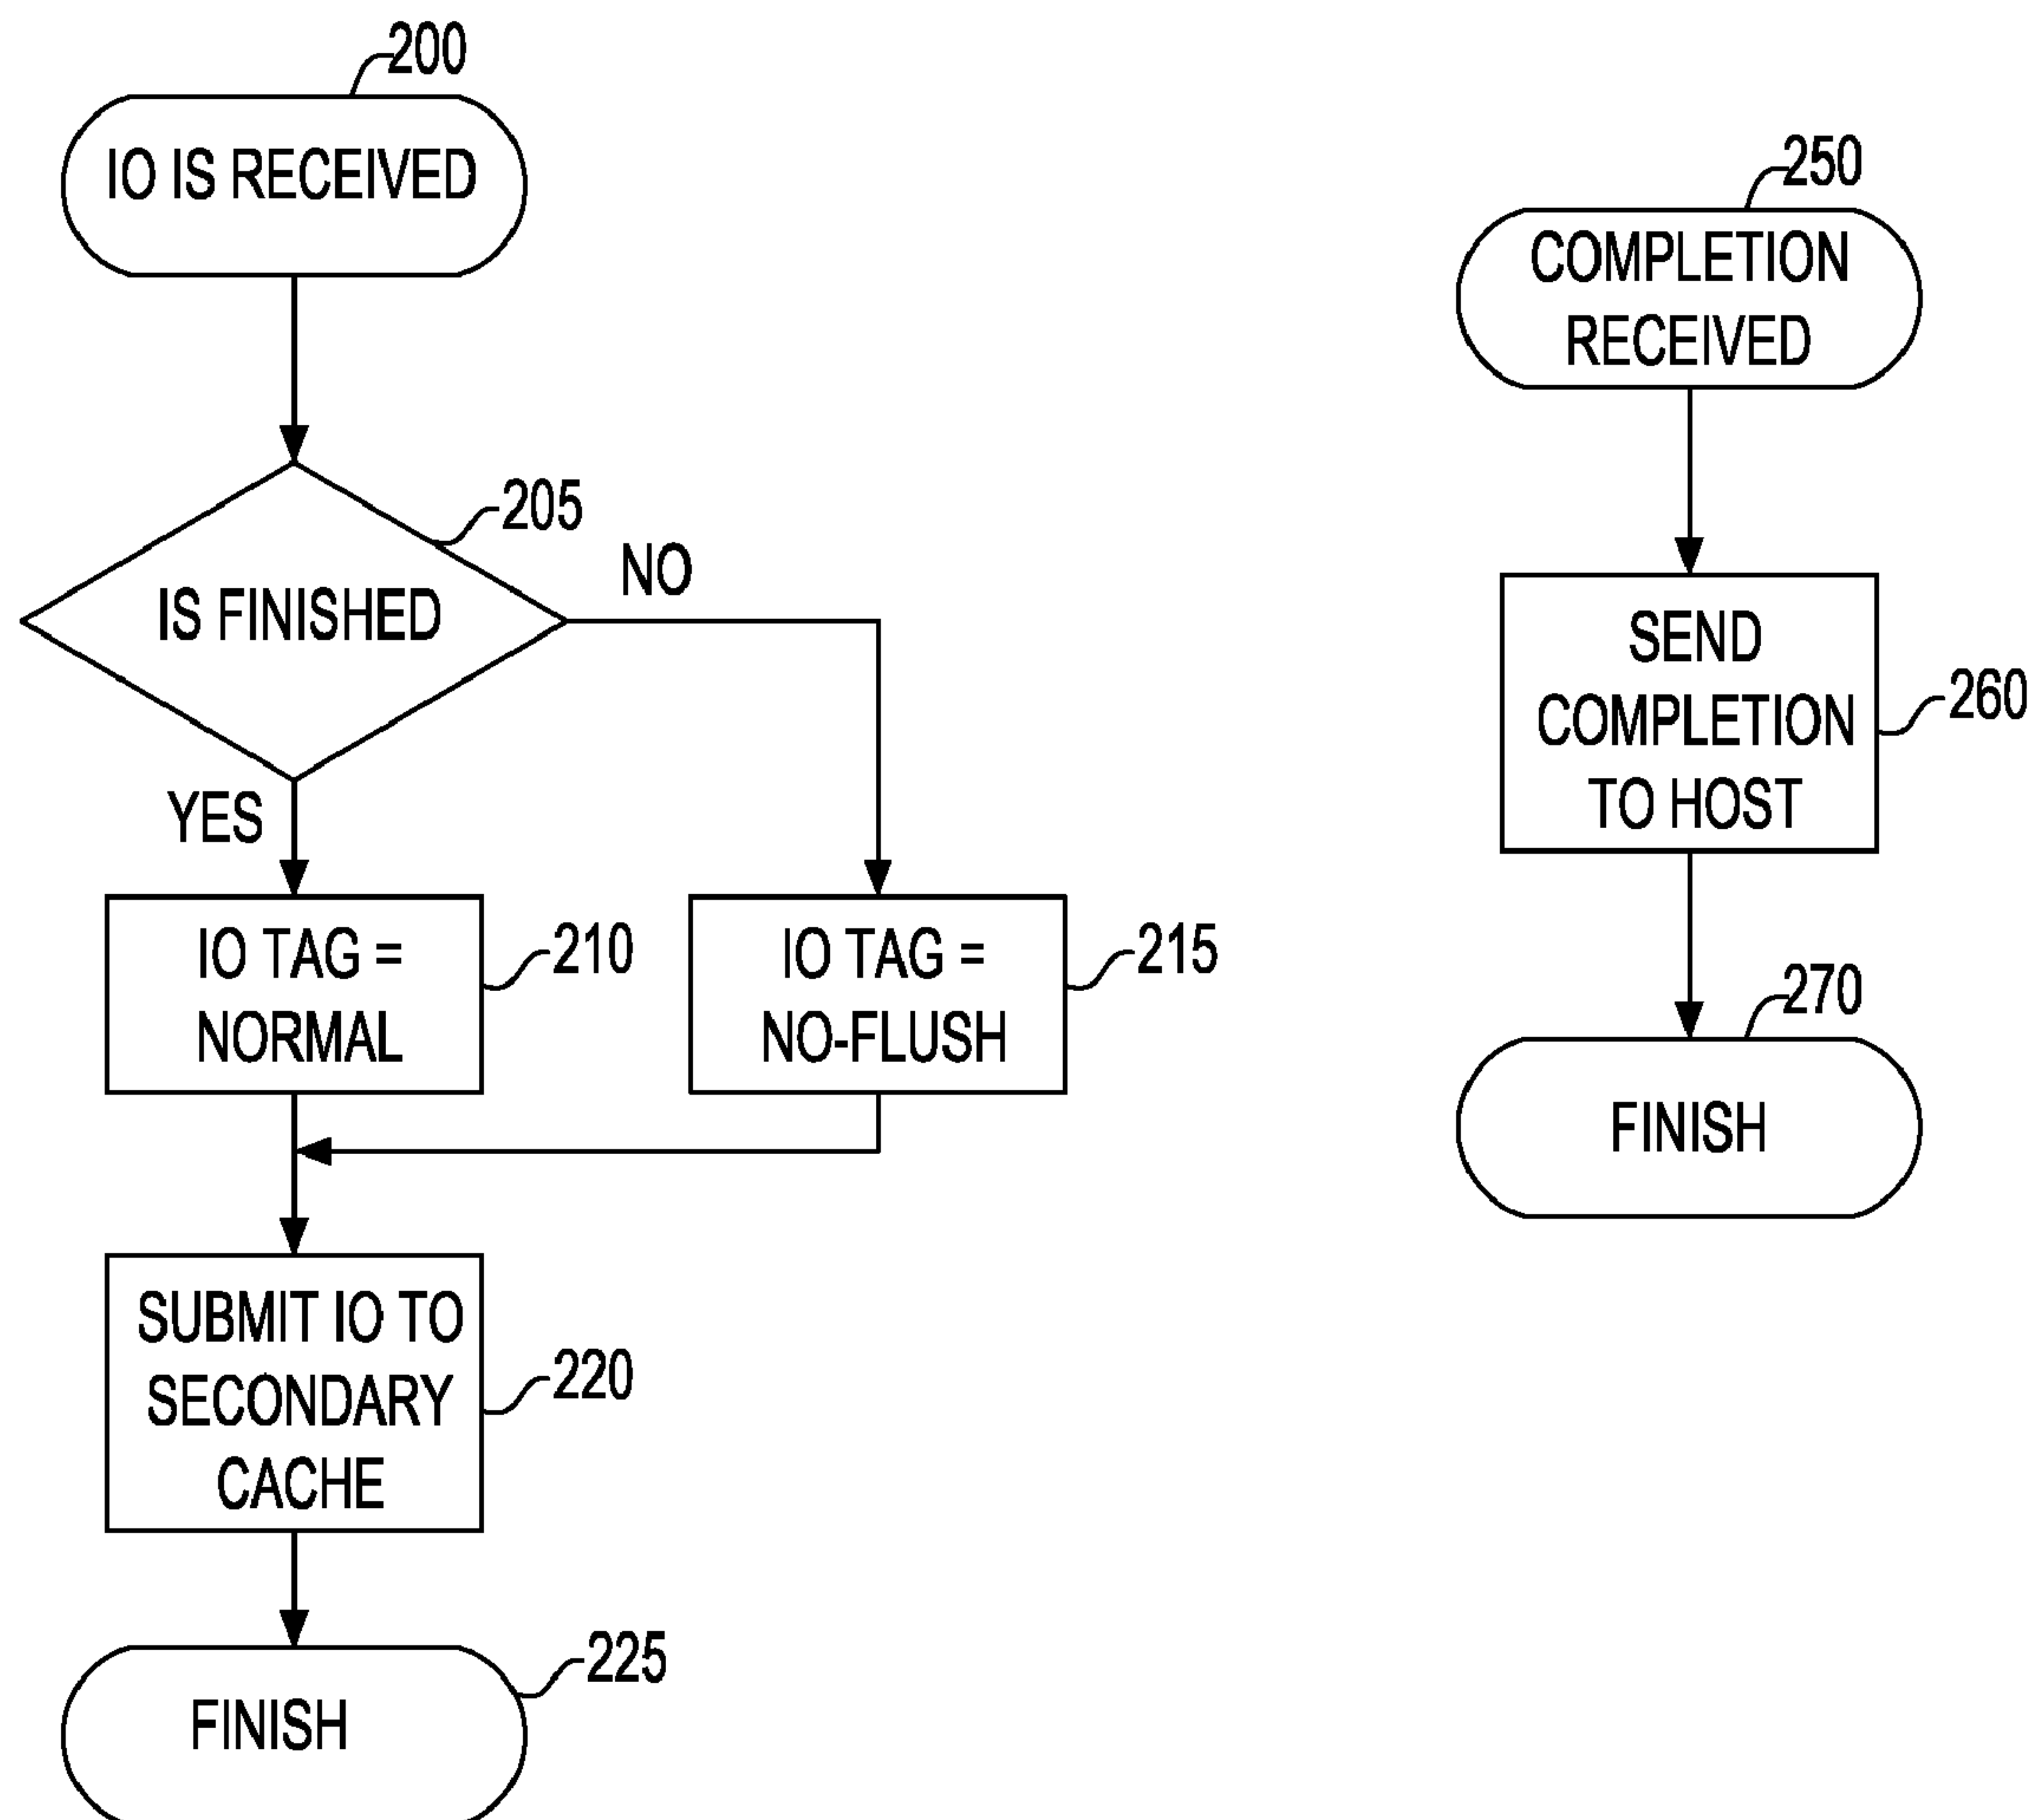 200
IO IS RECEIVED
205
IS FINISHED
NO
YES
IO TAG =
NORMAL
210
IO TAG =
NO-FLUSH
215
SUBMIT IO TO
SECONDARY
CACHE
220
FINISH
225
250
COMPLETION
RECEIVED
SEND
COMPLETION
TO HOST
260
270
FINISH